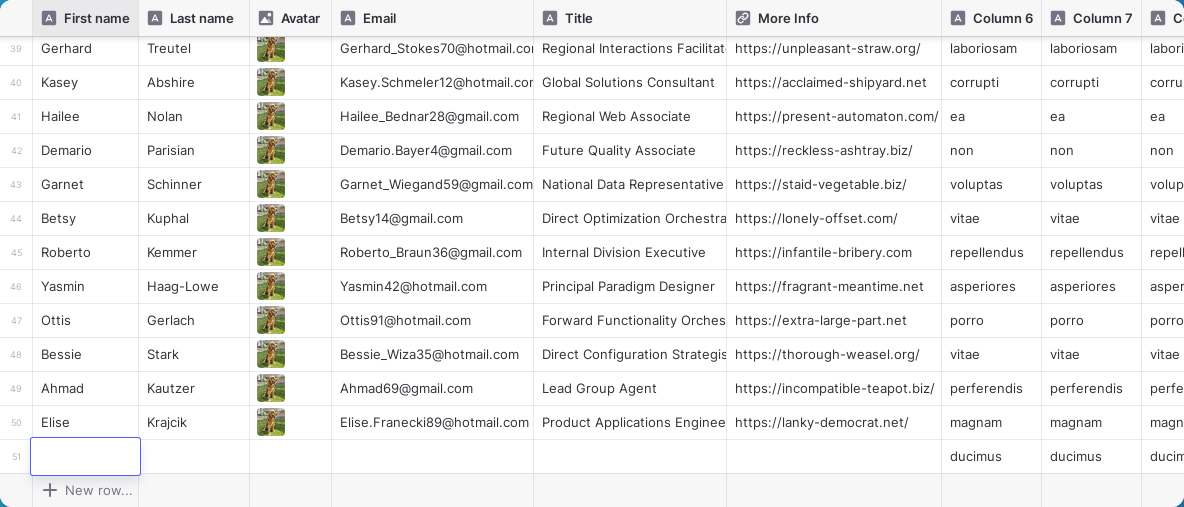 First name Last name Avatar Email Title More Info Column 6 Column 7
39 Gerhard Treutel Gerhard_Stokes70@hotmail.co Regional Interactions Facilitat https://unpleasant-straw.org/ laboriosam laboriosam labori
40 Kasey Abshire Kasey.Schmeler12@hotmail.cor Global Solutions Consultant https://acclaimed-shipyard.net corrupti corrupti corru
41 Hailee Nolan Hailee_Bednar28@gmail.com Regional Web Associate https://present-automaton.com/ ea ea ea
42 Demario Parisian Demario.Bayer4@gmail.com Future Quality Associate https://reckless-ashtray.biz/ non non non
43 Garnet Schinner Garnet_Wiegand59@gmail.com National Data Representative https://staid-vegetable.biz/ voluptas voluptas volup
44 Betsy Kuphal Betsy14@gmail.com Direct Optimization Orchestra https://lonely-offset.com/ vitae vitae vitae
45 Roberto Kemmer Roberto_Braun36@gmail.com Internal Division Executive https://infantile-bribery.com repellendus repellendus repell
46 Yasmin Haag-Lowe Yasmin42@hotmail.com Principal Paradigm Designer https://fragrant-meantime.net asperiores asperiores asper
47 Ottis Gerlach Ottis91@hotmail.com Forward Functionality Orches https://extra-large-part.net porro porro porro
48 Bessie Stark Bessie_Wiza35@hotmail.com Direct Configuration Strategis https://thorough-weasel.org/ vitae vitae vitae
49 Ahmad Kautzer Ahmad69@gmail.com Lead Group Agent https://incompatible-teapot.biz/ perferendis perferendis perfe
50 Elise Krajcik Elise.Franecki89@hotmail.com Product Applications Enginee https://lanky-democrat.net/ magnam magnam magn
51 ducimus ducimus ducim
New row...